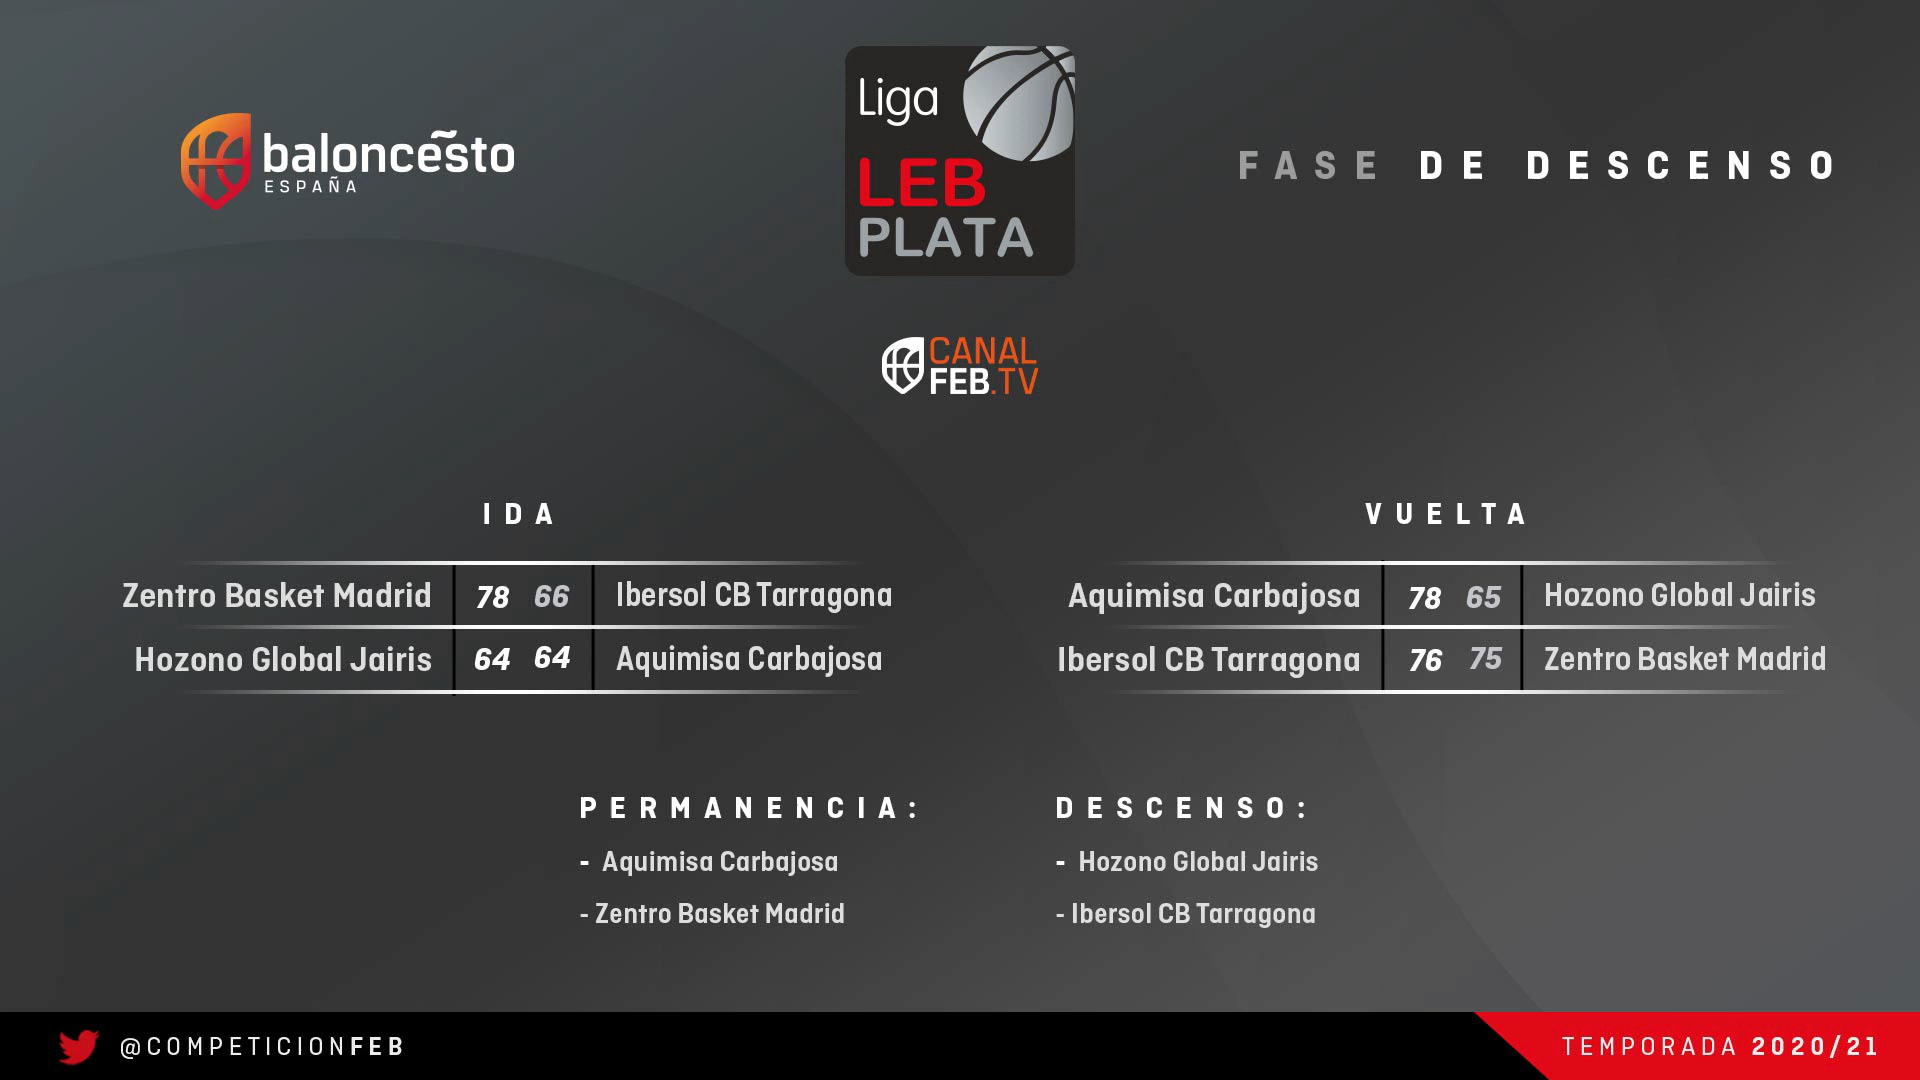 baloncesto
ESPAÑA
Liga
LEB
PLATA
FASE DE DESCENSO
CANAL
FEB.TV
IDA
Zentro Basket Madrid 78 66 Ibersol CB Tarragona
Hozono Global Jairis 64 64 Aquimisa Carbajosa
VUELTA
Aquimisa Carbajosa 78 65 Hozono Global Jairis
Ibersol CB Tarragona 76 75 Zentro Basket Madrid
PERMANENCIA:
- Aquimisa Carbajosa
- Zentro Basket Madrid
DESCENSO:
- Hozono Global Jairis
- Ibersol CB Tarragona
@COMPETICIONFEB
TEMPORADA 2020/21